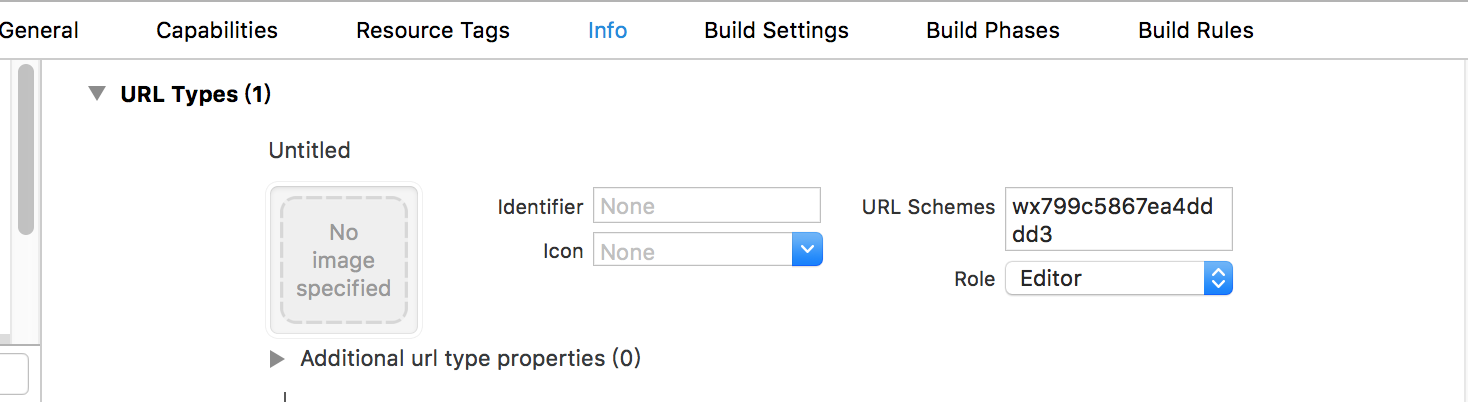 General Capabilities Resource Tags Info Build Settings Build Phases Build Rules
URL Types (1)
Untitled
No
image
specified
Identifier None
Icon None
URL Schemes wx799c5867ea4dd
dd3
Role Editor
Additional url type properties (0)